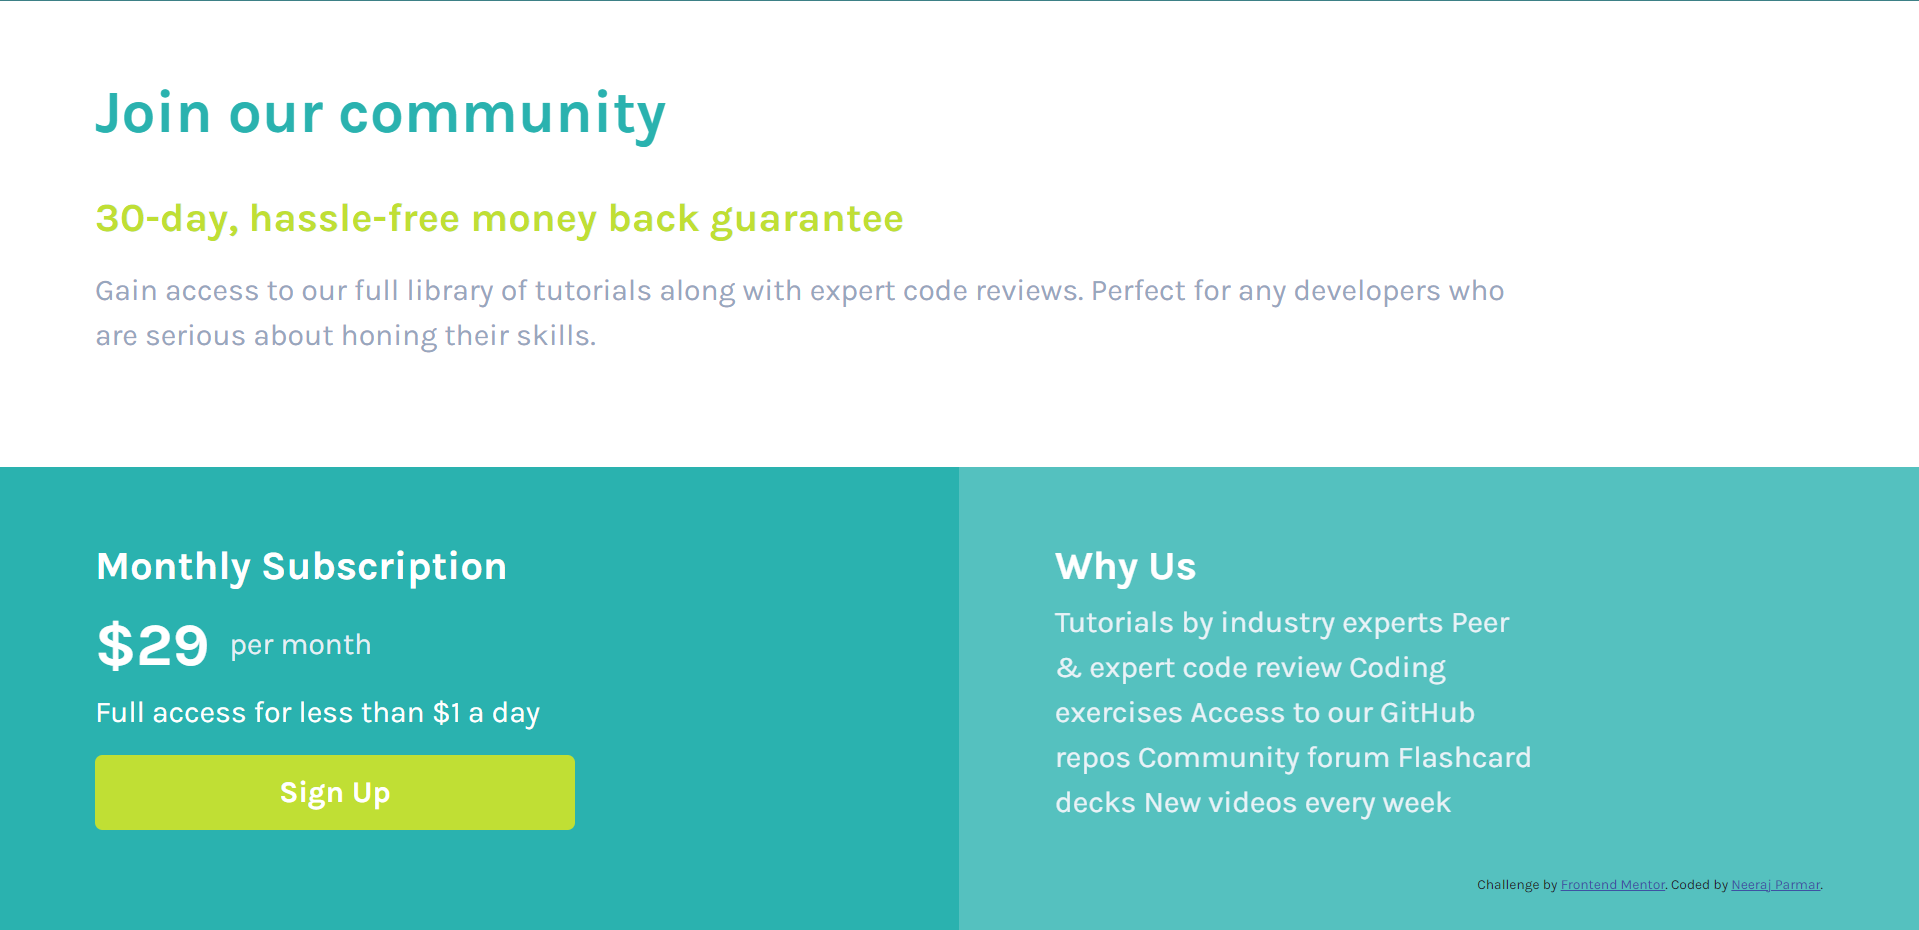 Join our community
30-day, hassle-free money back guarantee
Gain access to our full library of tutorials along with expert code reviews. Perfect for any developers who
are serious about honing their skills.
Monthly Subscription
$29 per month
Full access for less than $1 a day
Sign Up
Why Us
Tutorials by industry experts Peer
& expert code review Coding
exercises Access to our GitHub
repos Community forum Flashcard
decks New videos every week
Challenge by Frontend Mentor. Coded by Neeraj Parmar.